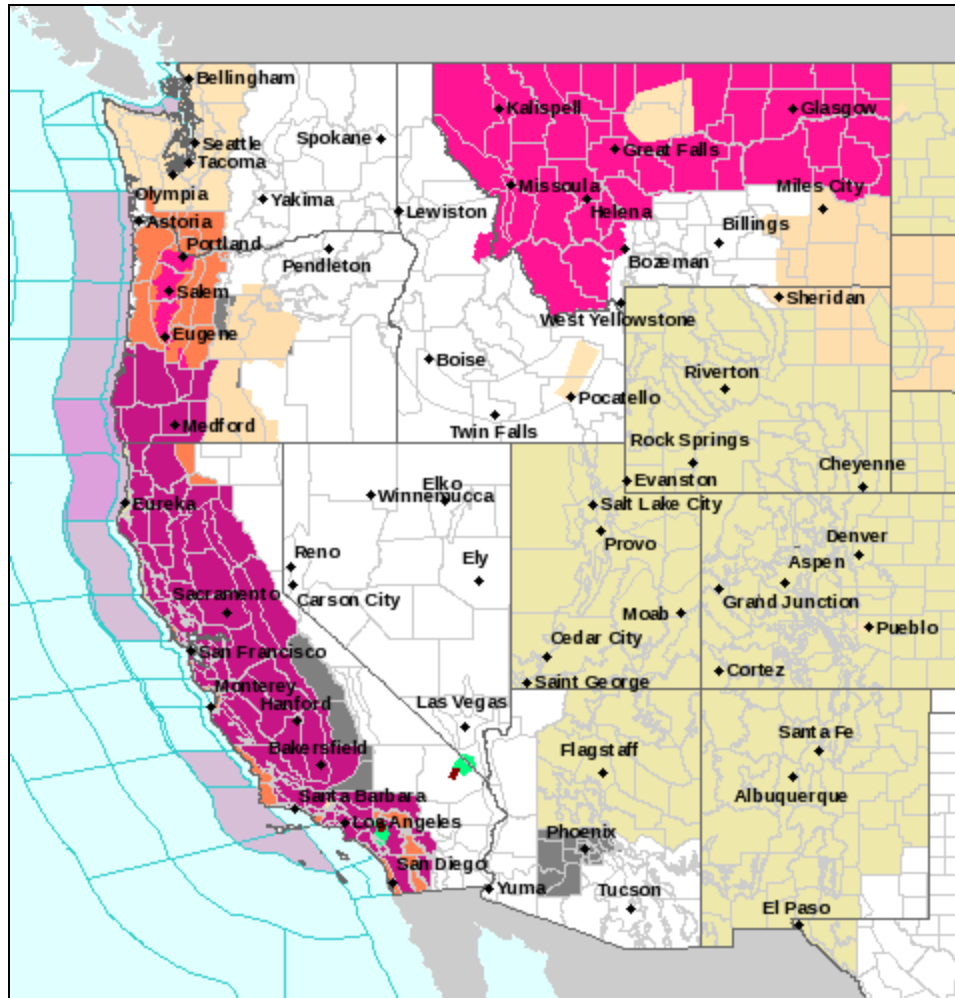 Bellingham
Kalispell
Glasgow
Spokane
Seattle
Great Falls
Tacoma
Missoula
Miles City
Olympia
Yakima
Lewiston
Helena
Astoria
Billings
Portland
Pendleton
Bozeman
Salem
Sheridan
West Yellowstone
Eugene
Boise
Riverton
Pocatello
Medford
Twin Falls
Rock Springs
Cheyenne
Elko
Evanston
Winnemucca
Eureka
Salt Lake City
Denver
Provo
Reno
Ely
Aspen
Sacramento
Carson City
Grand Junction
Moab
Pueblo
Cedar City
San Francisco
Cortez
Monterey
Saint George
Hanford
Las Vegas
Santa Fe
Bakersfield
Flagstaff
Albuquerque
Santa Barbara
Los Angeles
Phoenix
San Diego
Yuma
Tucson
El Paso